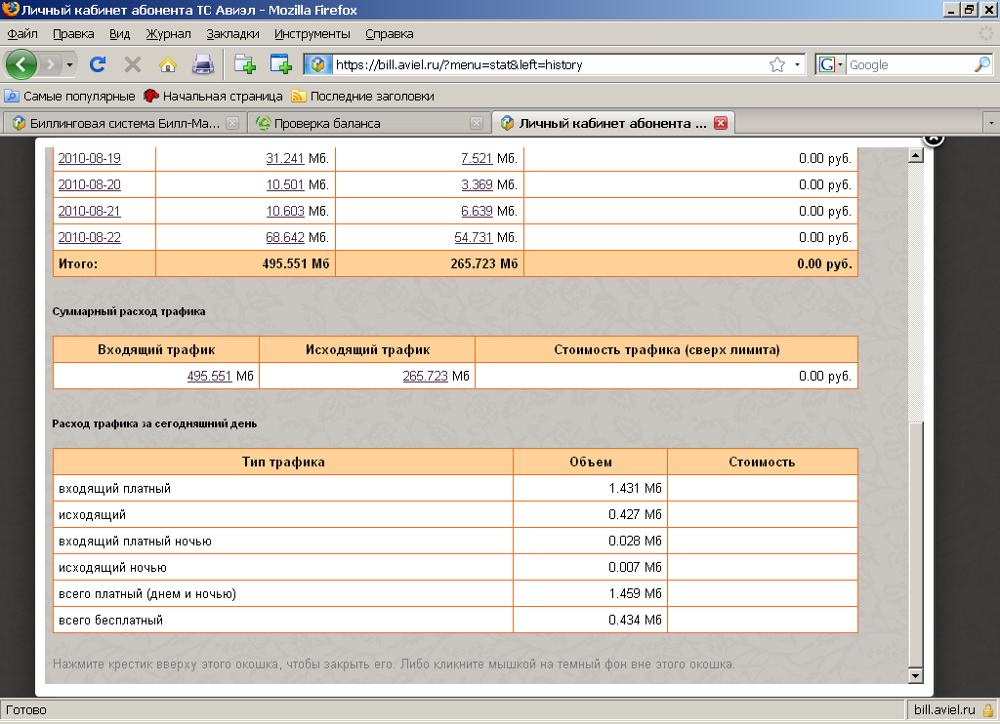 Личный кабинет абонента ТС Авиэл - Mozilla Firefox
Файл Правка Вид Журнал Закладки Инструменты Справка
https://bill.aviel.ru/?menu=stat&left=history
G Google
Самые популярные Начальная страница Последние заголовки
Биллинговая система Билл-Ма... Проверка баланса Личный кабинет абонента ...
2010-08-19 31.241 Мб. 7.521 Мб. 0.00 руб.
2010-08-20 10.501 Мб. 3.369 Мб. 0.00 руб.
2010-08-21 10.603 Мб. 6.639 Мб. 0.00 руб.
2010-08-22 68.642 Мб. 54.731 Мб. 0.00 руб.
Итого: 495.551 Мб 265.723 Мб 0.00 руб.
Суммарный расход трафика
Входящий трафик Исходящий трафик Стоимость трафика (сверх лимита)
495.551 Мб 265.723 Мб 0.00 руб.
Расход трафика за сегодняшний день
Тип трафика Объем Стоимость
входящий платный 1.431 Мб
исходящий 0.427 Мб
входящий платный ночью 0.028 Мб
исходящий ночью 0.007 Мб
всего платный (днем и ночью) 1.459 Мб
всего бесплатный 0.434 Мб
Нажмите крестик вверху этого окошка, чтобы закрыть его. Либо кликните мышкой на темный фон вне этого окошка.
Готово bill.aviel.ru